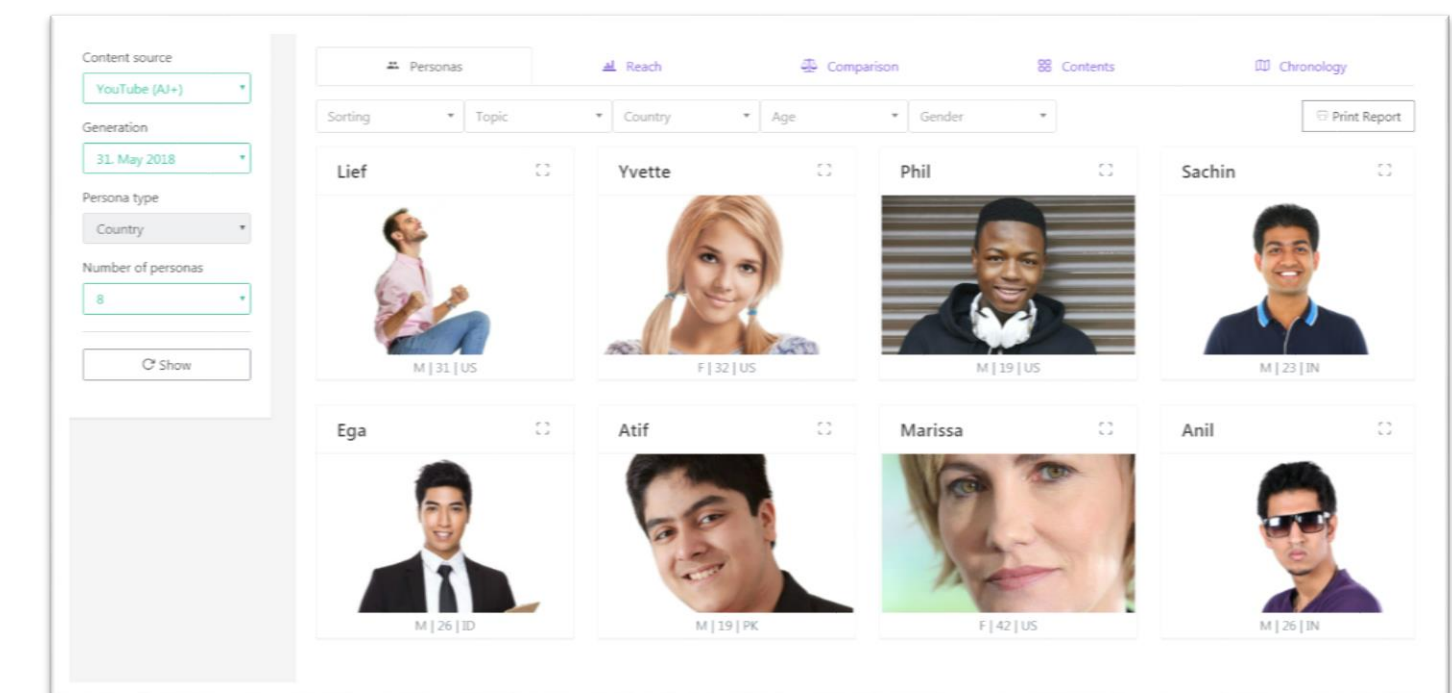 Content source
YouTube (AJ+)
Generation
31. May 2018
Persona type
Country
Number of personas
8
Show
Personas Reach Comparison Contents Chronology
Sorting Topic Country Age Gender Print Report
Lief Yvette Phil Sachin
M | 31 | US F | 32 | US M | 19 | US M | 23 | IN
Ega Atif Marissa Anil
M | 26 | ID M | 19 | PK F | 42 | US M | 26 | IN